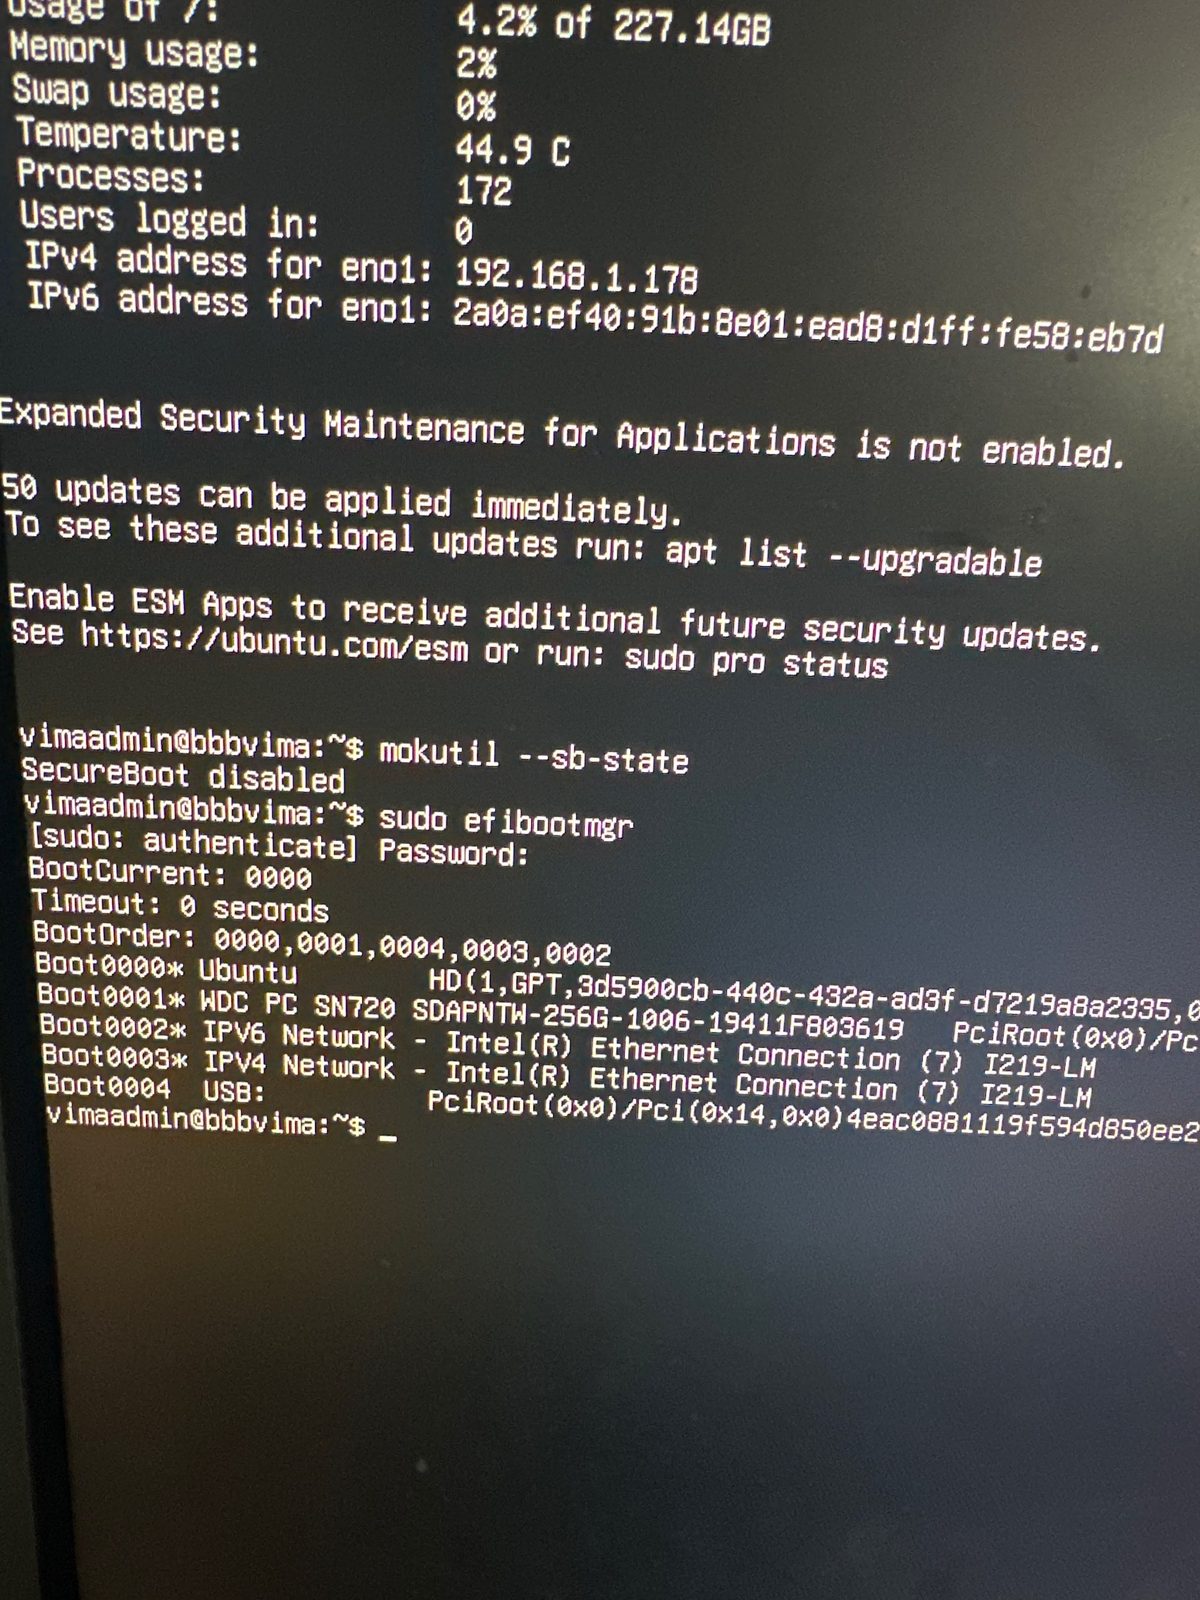 Usage of /: 4.2% of 227.14GB
Memory usage: 2%
Swap usage: 0%
Temperature: 44.9 C
Processes: 172
Users logged in: 0
IPv4 address for eno1: 192.168.1.178
IPv6 address for eno1: 2a0a:ef40:91b:8e01:ead8:d1ff:fe58:eb7d
Expanded Security Maintenance for Applications is not enabled.
50 updates can be applied immediately.
To see these additional updates run: apt list --upgradable
Enable ESM Apps to receive additional future security updates.
See https://ubuntu.com/esm or run: sudo pro status
vimaadmin@bbbvima:~$ mokutil --sb-state
SecureBoot disabled
vimaadmin@bbbvima:~$ sudo efibootmgr
[sudo: authenticate] Password:
BootCurrent: 0000
Timeout: 0 seconds
BootOrder: 0000,0001,0004,0003,0002
Boot0000* Ubuntu HD(1,GPT,3d5900cb-440c-432a-ad3f-d7219a8a2335,0
Boot0001* WDC PC SN720 SDAPNTW-256G-1006-19411F803619 PciRoot(0x0)/Pc
Boot0002* IPV6 Network - Intel(R) Ethernet Connection (7) I219-LM
Boot0003* IPV4 Network - Intel(R) Ethernet Connection (7) I219-LM
Boot0004 USB: PciRoot(0x0)/Pci(0x14,0x0)4eac0881119f594d850ee2
vimaadmin@bbbvima:~$ _